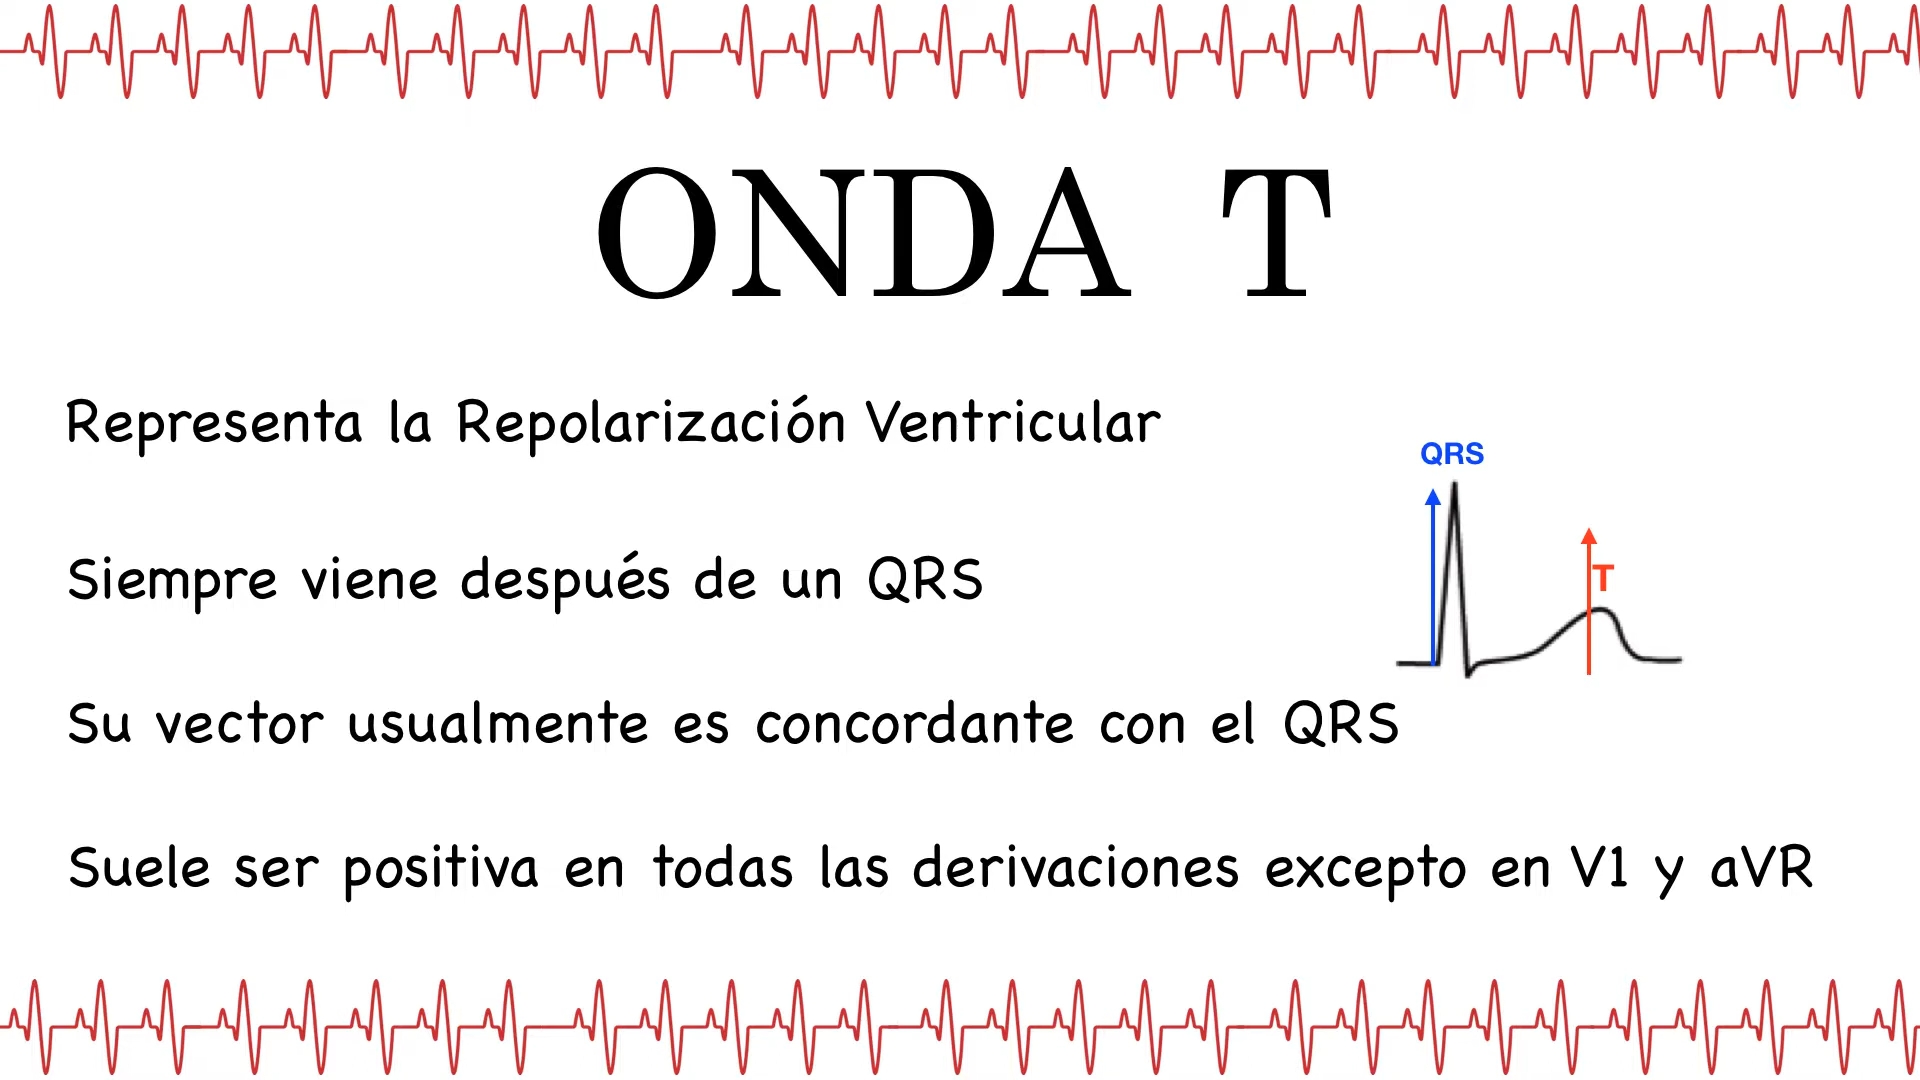 ONDA T
Representa la Repolarización Ventricular
QRS
Siempre viene después de un QRS
T
Su vector usualmente es concordante con el QRS
Suele ser positiva en todas las derivaciones excepto en V1 y aVR